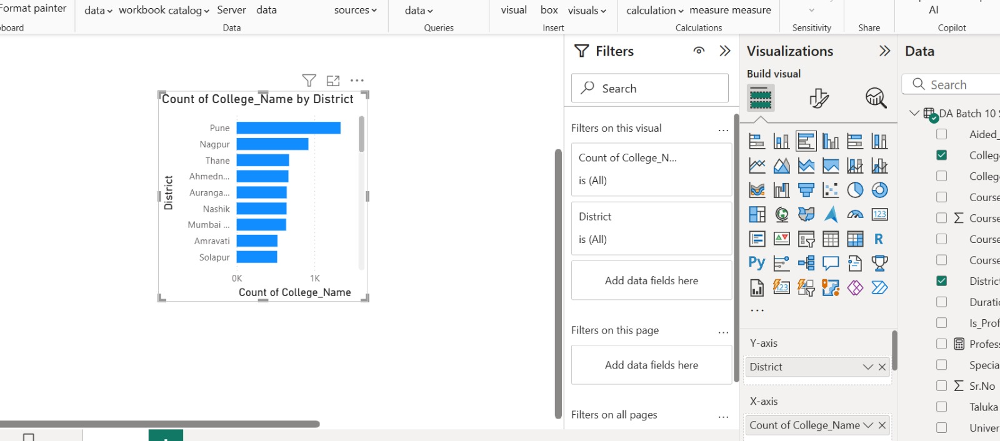 Format painter
data
workbook
catalog
Server
data
sources
data
visual
box
visuals
calculation
measure
measure
AI
Data
Queries
Insert
Calculations
Sensitivity
Share
Copilot
Count of College_Name by District
District
Pune
Nagpur
Thane
Ahmedn...
Auranga...
Nashik
Mumbai ...
Amravati
Solapur
0K
1K
Count of College_Name
Filters
Search
Filters on this visual
...
Count of College_N...
is (All)
District
is (All)
Add data fields here
Filters on this page
...
Add data fields here
Filters on all pages
...
Visualizations
Build visual
123
R
Py
123
...
Y-axis
District
X-axis
Count of College_Name
Data
Search
DA Batch 10
Aided_
Colleg
Colleg
Course
Σ Course
Course
Course
District
Durati
Is_Prof
Profes
Specia
Σ Sr.No
Taluka
Univer